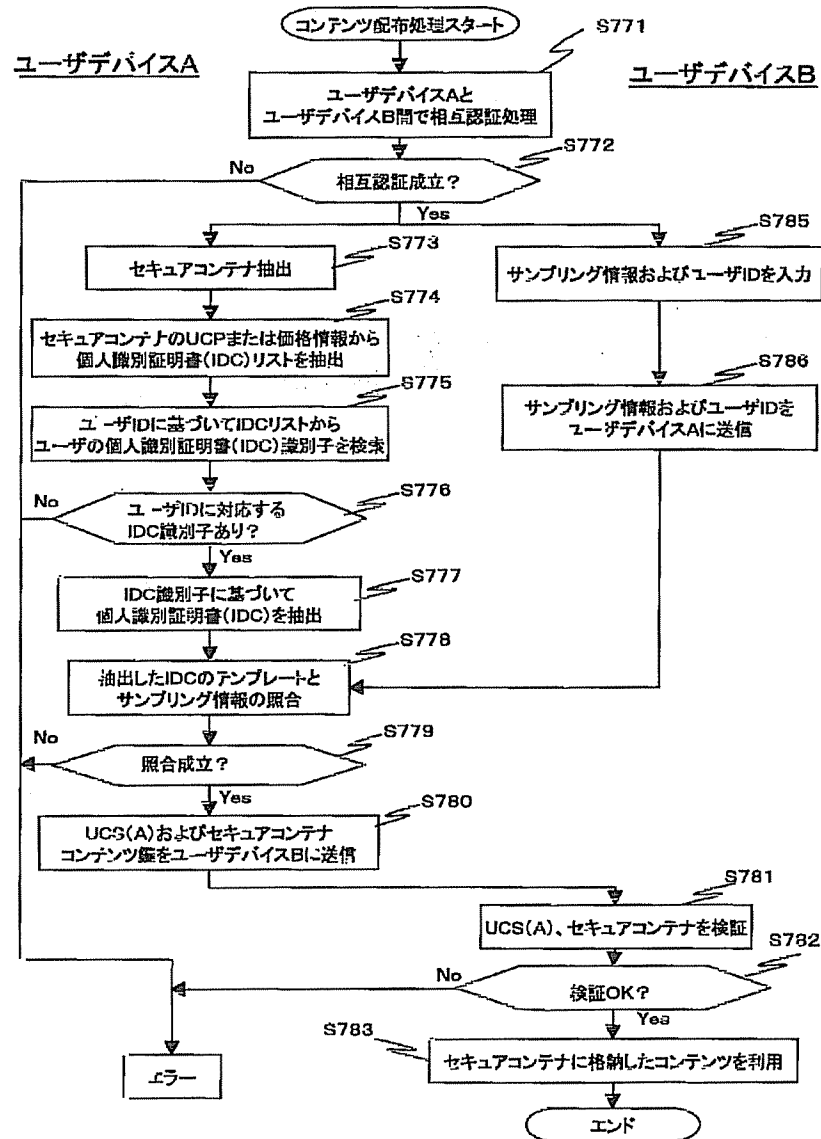 コンテンツ配布処理スタート
S771
ユーザデバイスA
ユーザデバイスB
ユーザデバイスAと
ユーザデバイスB間で相互認証処理
S772
No
相互認証成立?
Yes
S773
S785
セキュアコンテナ抽出
サンプリング情報およびユーザIDを入力
S774
セキュアコンテナのUCPまたは価格情報から
個人識別証明書(IDC)リストを抽出
S775
S786
ユーザIDに基づいてIDCリストから
ユーザの個人識別証明書(IDC)識別子を検索
サンプリング情報およびユーザIDを
ユーザデバイスAに送信
S776
No
ユーザIDに対応する
IDC識別子あり?
Yes
S777
IDC識別子に基づいて
個人識別証明書(IDC)を抽出
S778
抽出したIDCのテンプレートと
サンプリング情報の照合
S779
No
照合成立?
Yes
S780
UCS(A)およびセキュアコンテナ
コンテンツ鍵をユーザデバイスBに送信
S781
UCS(A)、セキュアコンテナを検証
S782
No
検証OK?
Yes
S783
セキュアコンテナに格納したコンテンツを利用
エラー
エンド